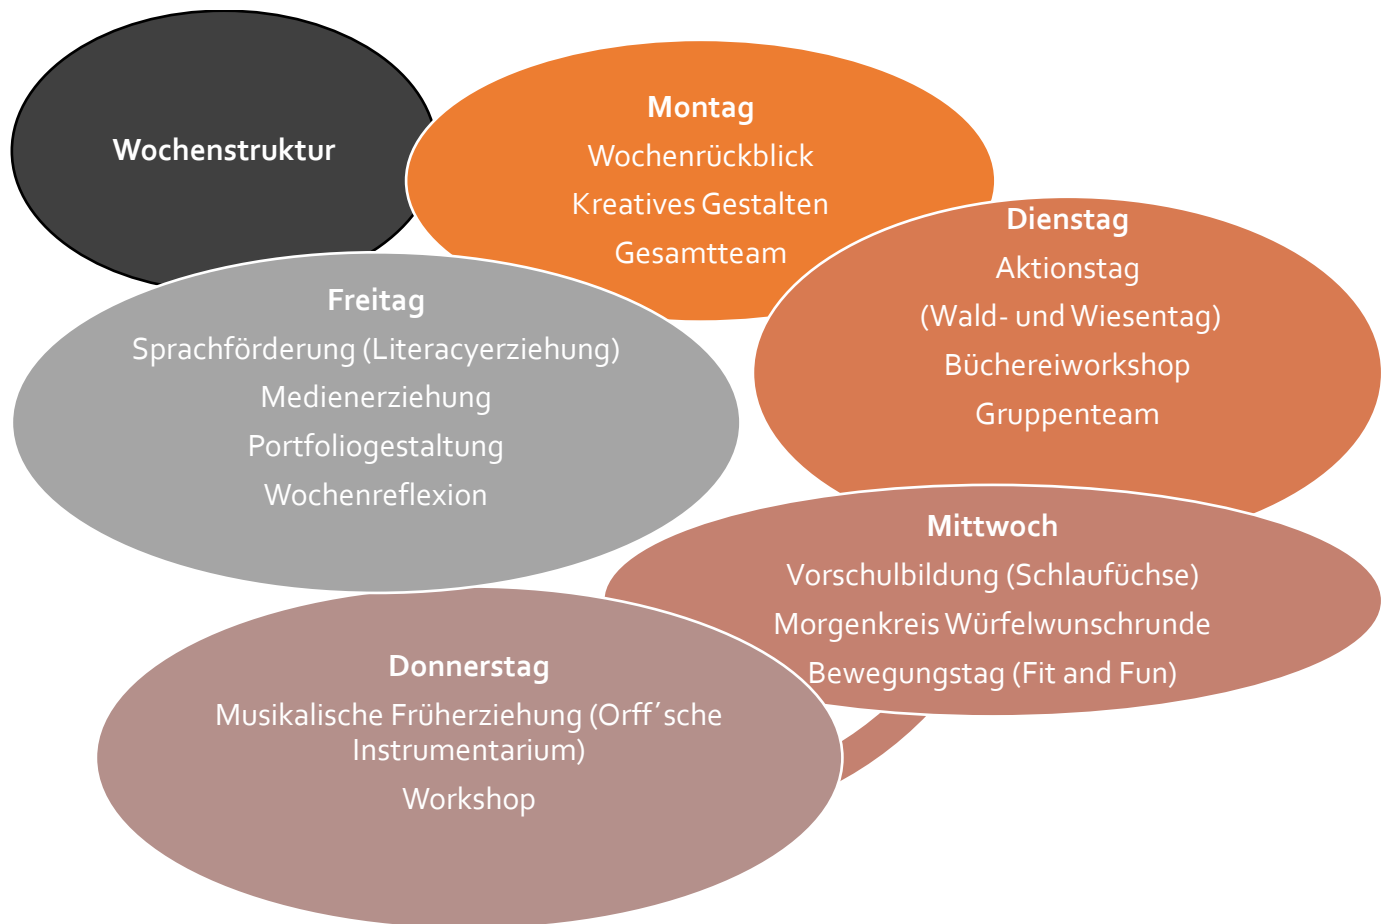 Wochenstruktur
Montag
Wochenrückblick
Kreatives Gestalten
Gesamtteam
Dienstag
Aktionstag
(Wald- und Wiesentag)
Büchereiworkshop
Gruppenteam
Mittwoch
Vorschulbildung (Schlaufüchse)
Morgenkreis Würfelwunschrunde
Bewegungstag (Fit and Fun)
Donnerstag
Musikalische Früherziehung (Orff´sche
Instrumentarium)
Workshop
Freitag
Sprachförderung (Literacyerziehung)
Medienerziehung
Portfoliogestaltung
Wochenreflexion